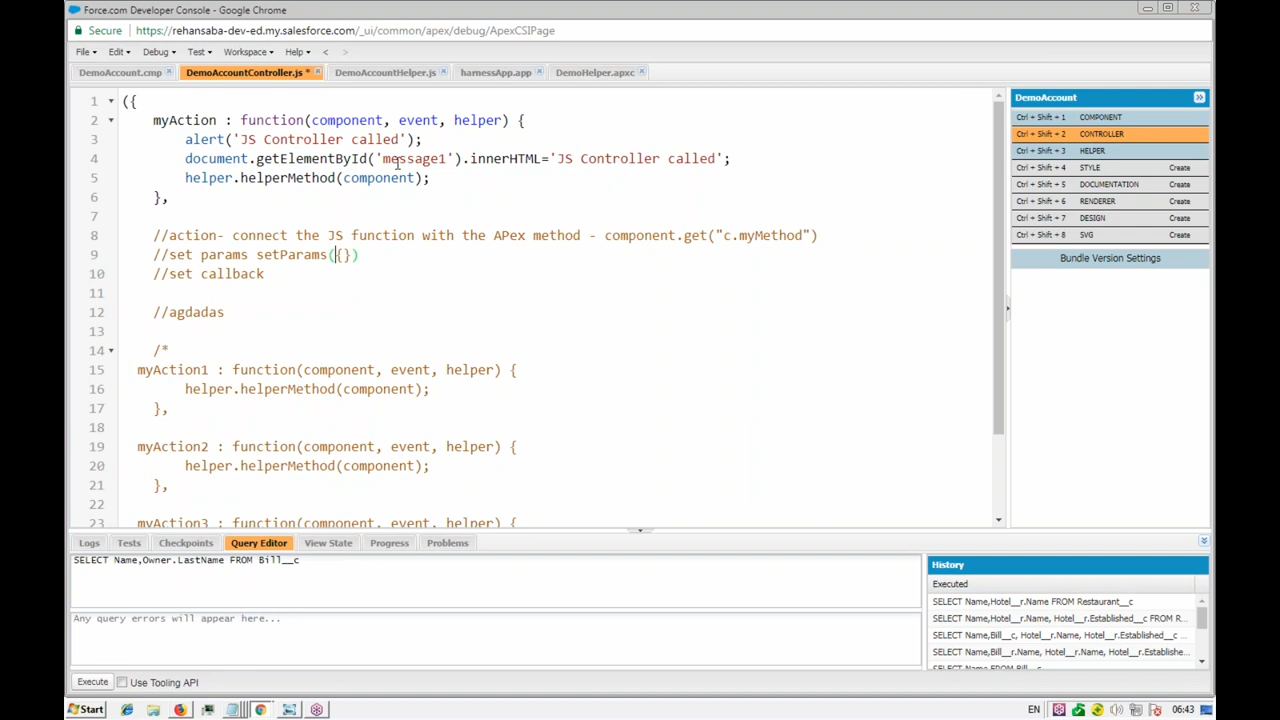 Force.com Developer Console - Google Chrome
Secure https://rehansaba-dev-ed.my.salesforce.com/_ui/common/apex/debug/ApexCSIPage
File Edit Debug Test Workspace Help < >
DemoAccount.cmp DemoAccountController.js * DemoAccountHelper.js harnessApp.app DemoHelper.apxc
1 ({
2 myAction : function(component, event, helper) {
3 alert('JS Controller called');
4 document.getElementById('message1').innerHTML='JS Controller called';
5 helper.helperMethod(component);
6 },
7
8 //action- connect the JS function with the APex method - component.get("c.myMethod")
9 //set params setParams({})
10 //set callback
11
12 //agdadas
13
14 /*
15 myAction1 : function(component, event, helper) {
16 helper.helperMethod(component);
17 },
18
19 myAction2 : function(component, event, helper) {
20 helper.helperMethod(component);
21 },
22
23 myAction3 : function(component, event, helper) {
DemoAccount
Ctrl + Shift + 1 COMPONENT
Ctrl + Shift + 2 CONTROLLER
Ctrl + Shift + 3 HELPER
Ctrl + Shift + 4 STYLE Create
Ctrl + Shift + 5 DOCUMENTATION Create
Ctrl + Shift + 6 RENDERER Create
Ctrl + Shift + 7 DESIGN Create
Ctrl + Shift + 8 SVG Create
Bundle Version Settings
Logs Tests Checkpoints Query Editor View State Progress Problems
SELECT Name,Owner.LastName FROM Bill__c
Any query errors will appear here...
History
Executed
SELECT Name,Hotel__r.Name FROM Restaurant__c
SELECT Name,Hotel__r.Name, Hotel__r.Established__c FROM R...
SELECT Name,Bill__c, Hotel__r.Name, Hotel__r.Established__c ...
SELECT Name,Bill__r.Name, Hotel__r.Name, Hotel__r.Establishe...
SELECT Name FROM Bill__c
Execute Use Tooling API
Start EN 06:43